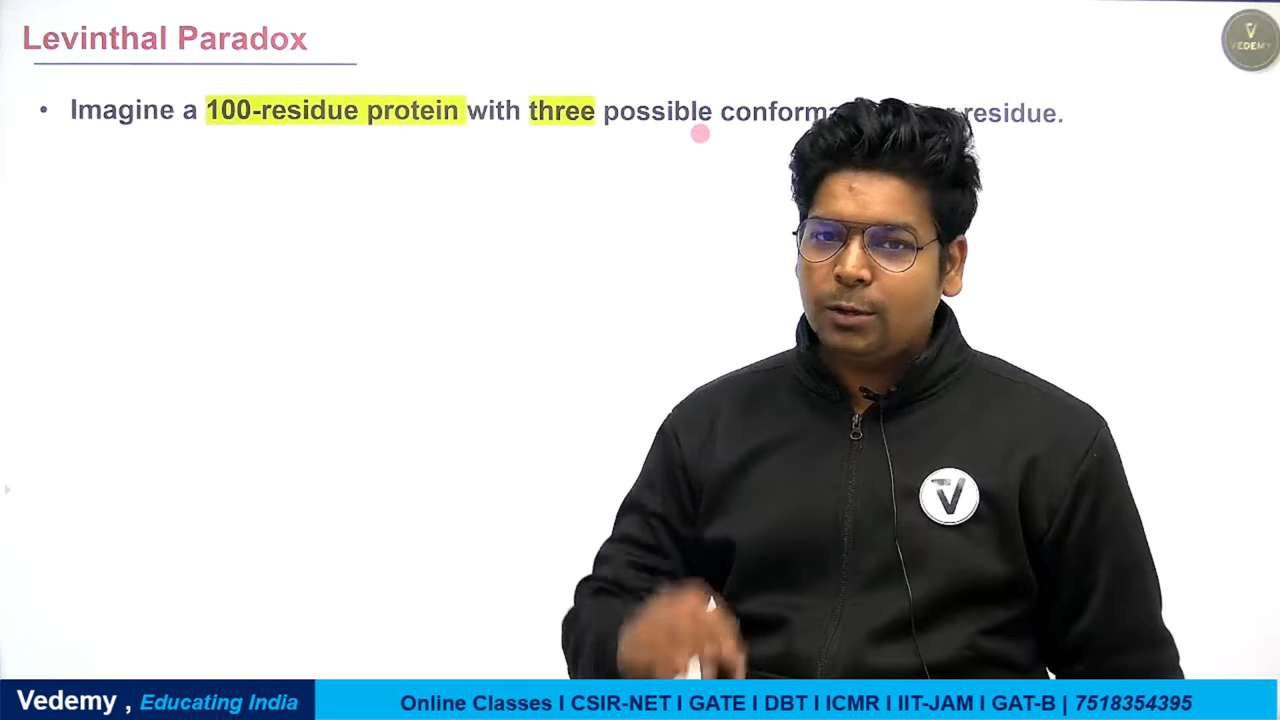 Levinthal Paradox
VEDEMY
• Imagine a 100-residue protein with three possible residue.
V
Vedemy , Educating India
Online Classes I CSIR-NET I GATE I DBT I ICMR I IIT-JAM I GAT-B | 7518354395